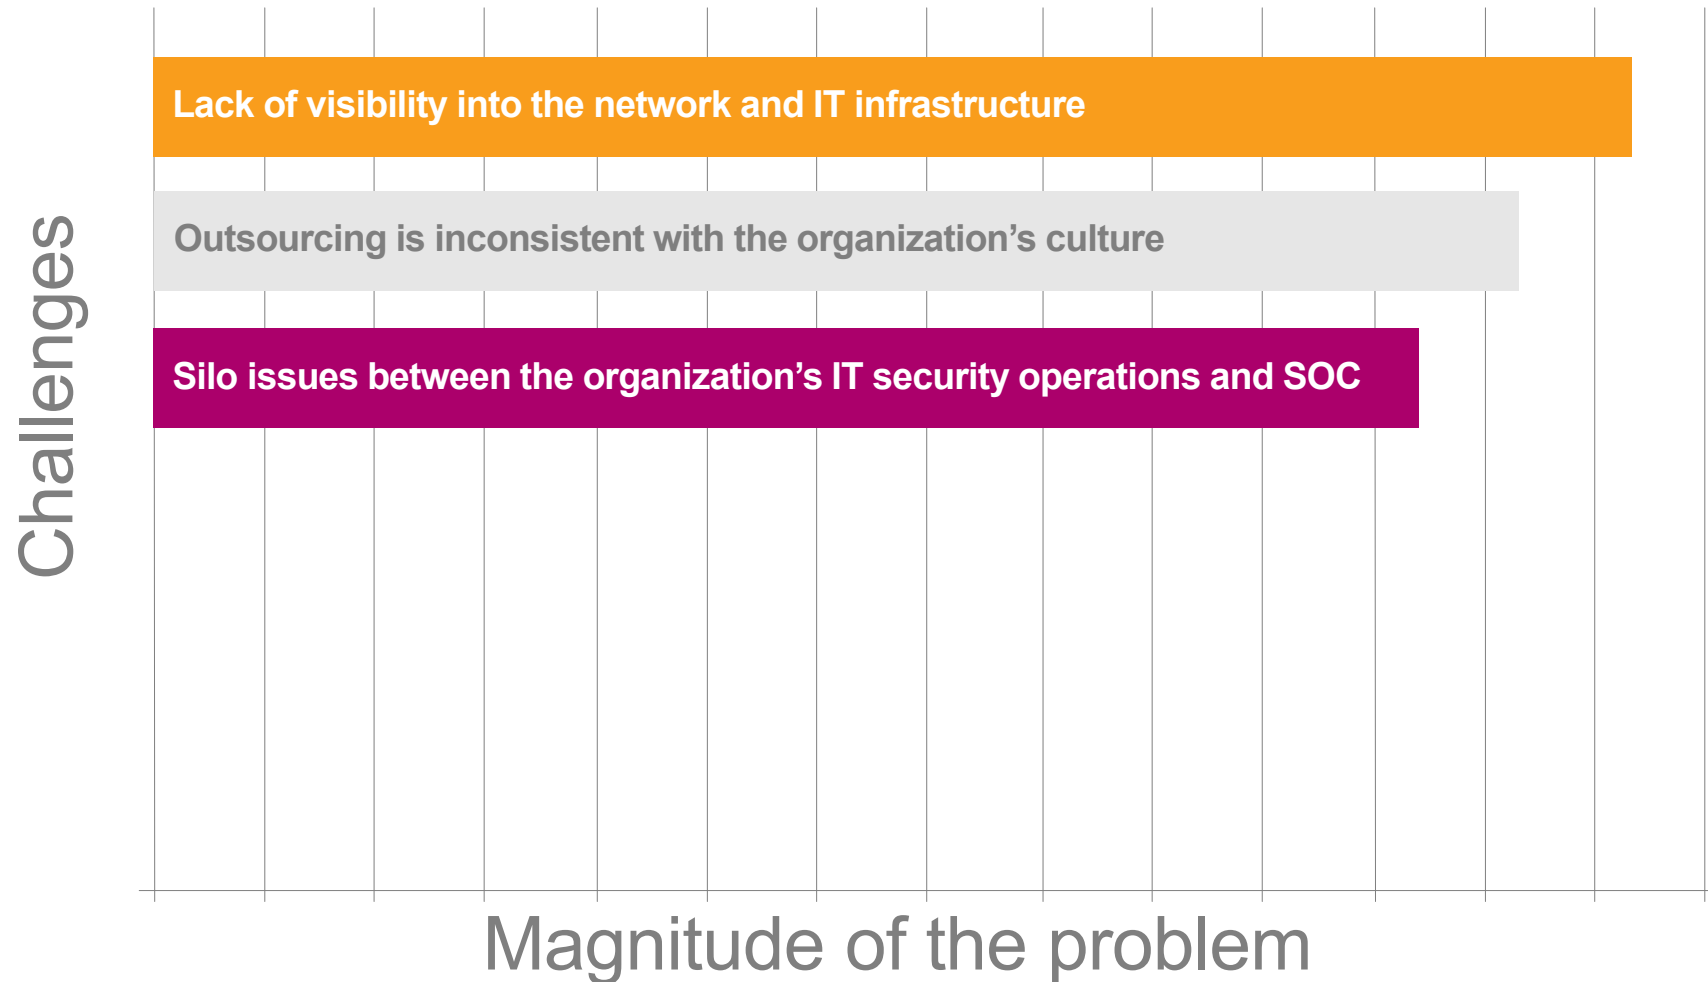 Challenges
Lack of visibility into the network and IT infrastructure
Outsourcing is inconsistent with the organization’s culture
Silo issues between the organization’s IT security operations and SOC
Magnitude of the problem